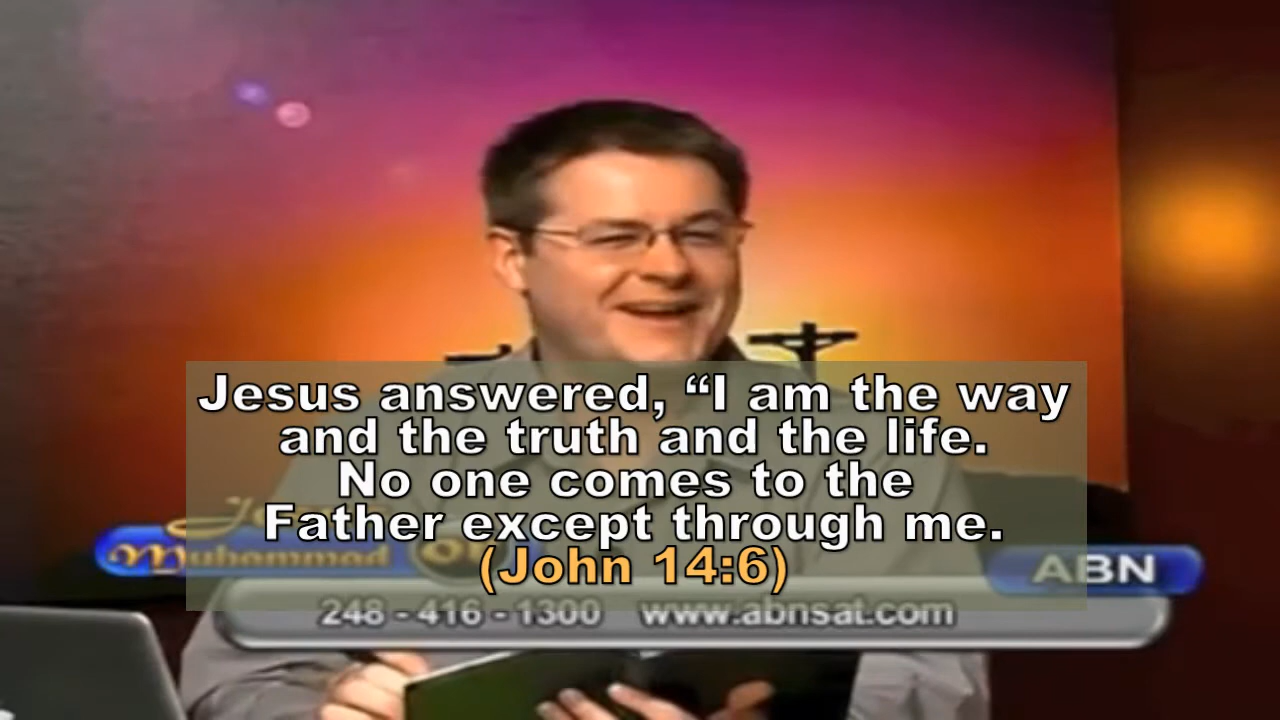 Jesus answered, “I am the way
and the truth and the life.
No one comes to the
Father except through me.
(John 14:6)
Muhammad
ABN
248 - 416 - 1300 www.abnsat.com